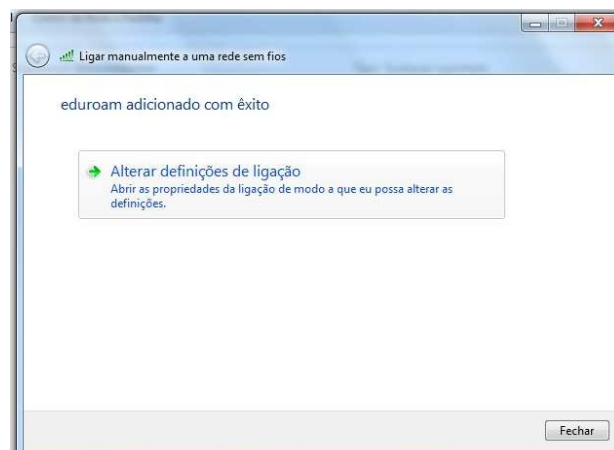 Ligar manualmente a uma rede sem fios
eduroam adicionado com êxito
Alterar definições de ligação
Abrir as propriedades da ligação de modo a que eu possa alterar as
definições.
Fechar